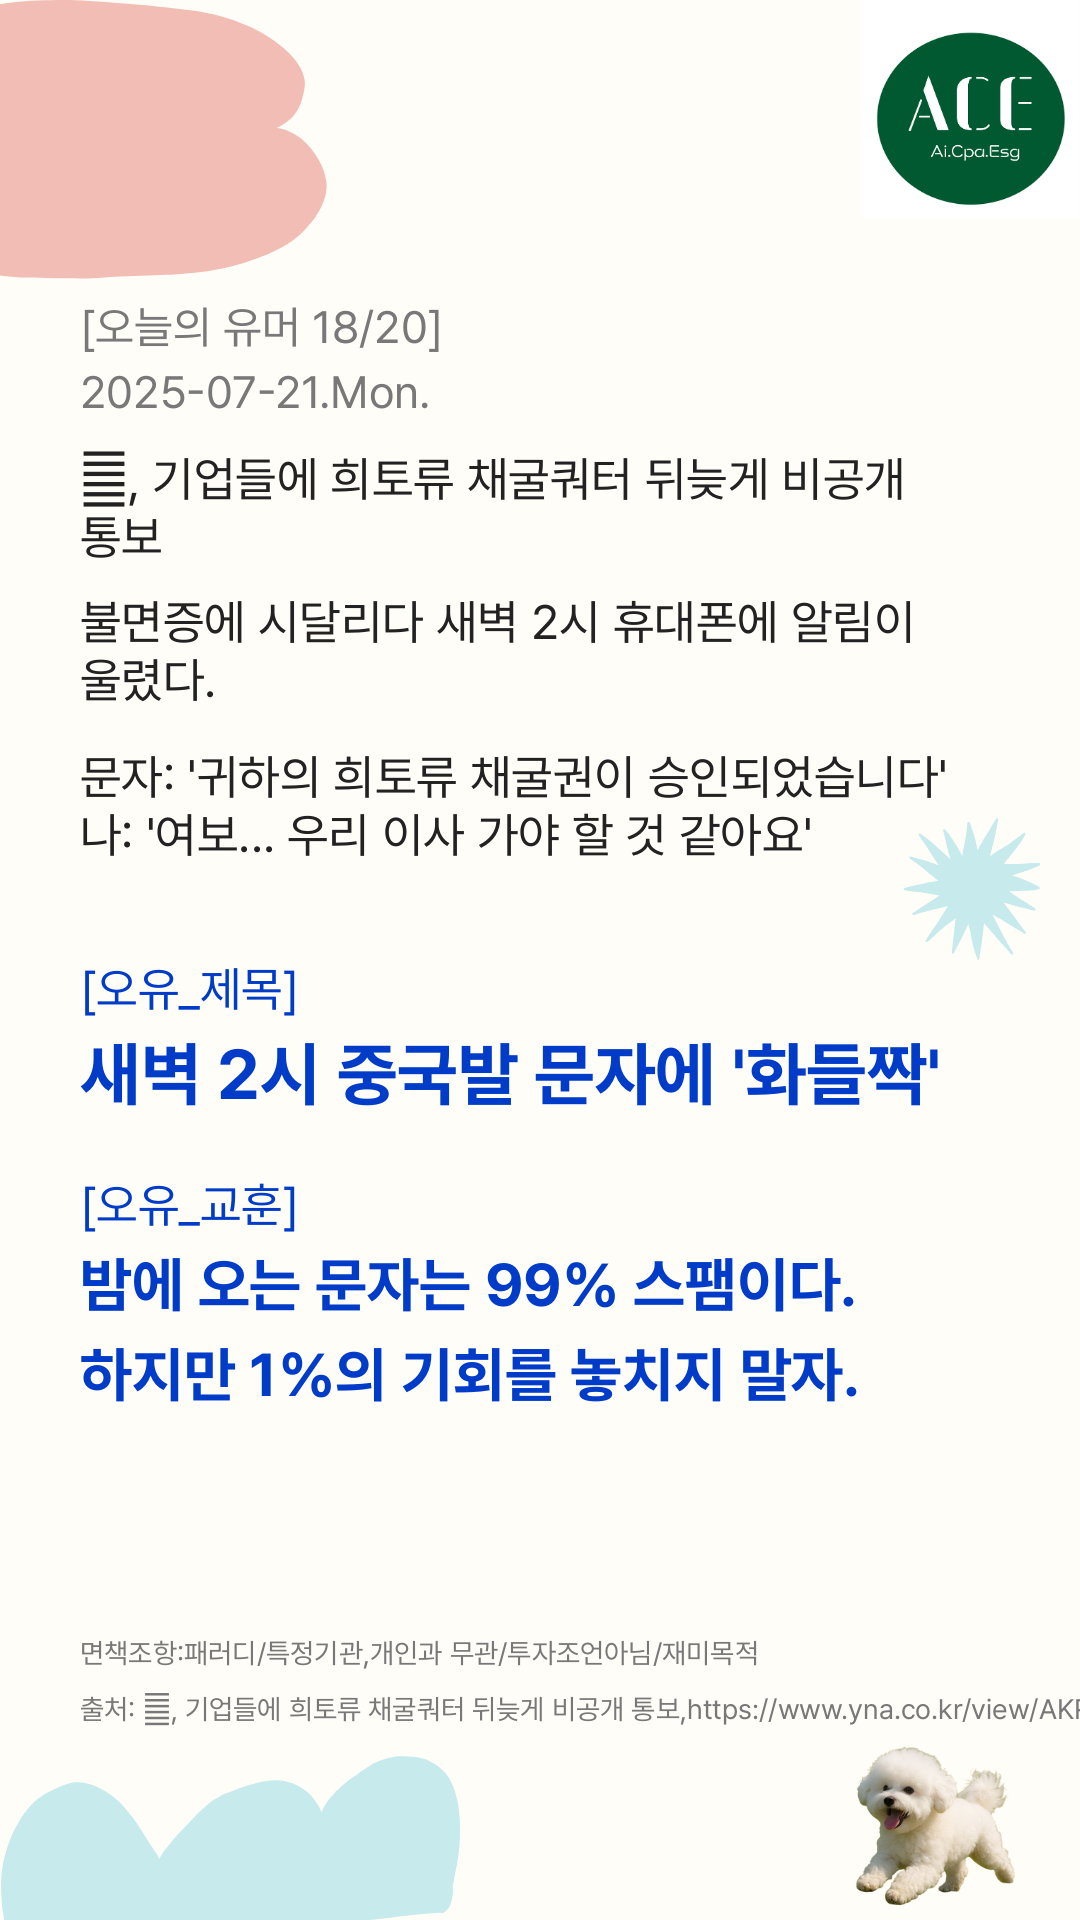 ACE
Ai.Cpa.Esg
[오늘의 유머 18/20]
2025-07-21.Mon.
, 기업들에 희토류 채굴쿼터 뒤늦게 비공개
통보
불면증에 시달리다 새벽 2시 휴대폰에 알림이
울렸다.
문자: '귀하의 희토류 채굴권이 승인되었습니다'
나: '여보... 우리 이사 가야 할 것 같아요'
[오유_제목]
새벽 2시 중국발 문자에 '화들짝'
[오유_교훈]
밤에 오는 문자는 99% 스팸이다.
하지만 1%의 기회를 놓치지 말자.
면책조항:패러디/특정기관,개인과 무관/투자조언아님/재미목적
출처: , 기업들에 희토류 채굴쿼터 뒤늦게 비공개 통보,https://www.yna.co.kr/view/AK